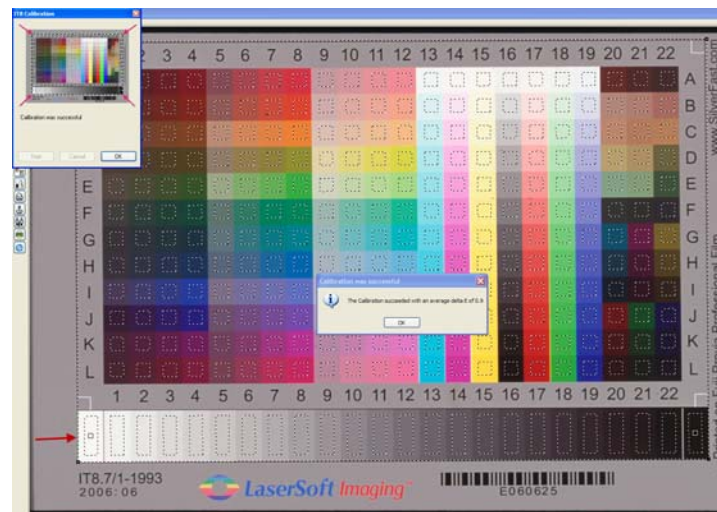 IT8 Calibration
Calibration was successful
Cancel
OK
2 3 4 5 6 7 8 9 10 11 12 13 14 15 16 17 18 19 20 21 22
A
B
C
D
E
E
F
F
G
G
H
H
I
I
J
J
K
K
L
L
www.SilverFast.com
Calibration was successful
The Calibration succeeded with an average delta E of 0.9
OK
1 2 3 4 5 6 7 8 9 10 11 12 13 14 15 16 17 18 19 20 21 22
IT8.7/1-1993
2006:06
LaserSoft Imaging™
E060625